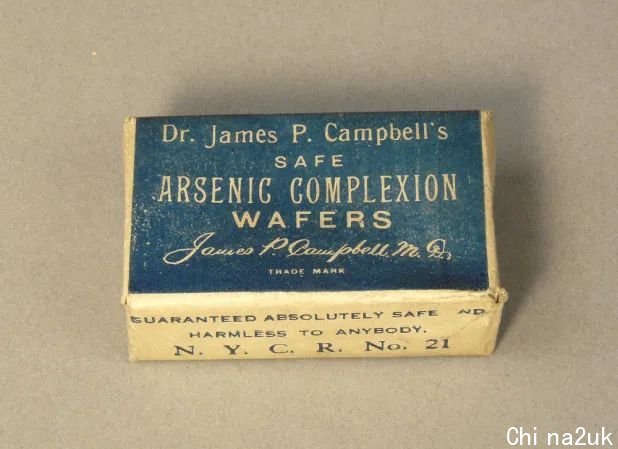 Dr. James P. Campbell's
SAFE
ARSENIC COMPLEXION
WAFERS
James P. Campbell, M. D.
TRADE MARK
GUARANTEED ABSOLUTELY SAFE AND
HARMLESS TO ANYBODY.
N. Y. C. R. No. 21
Chi na2uk